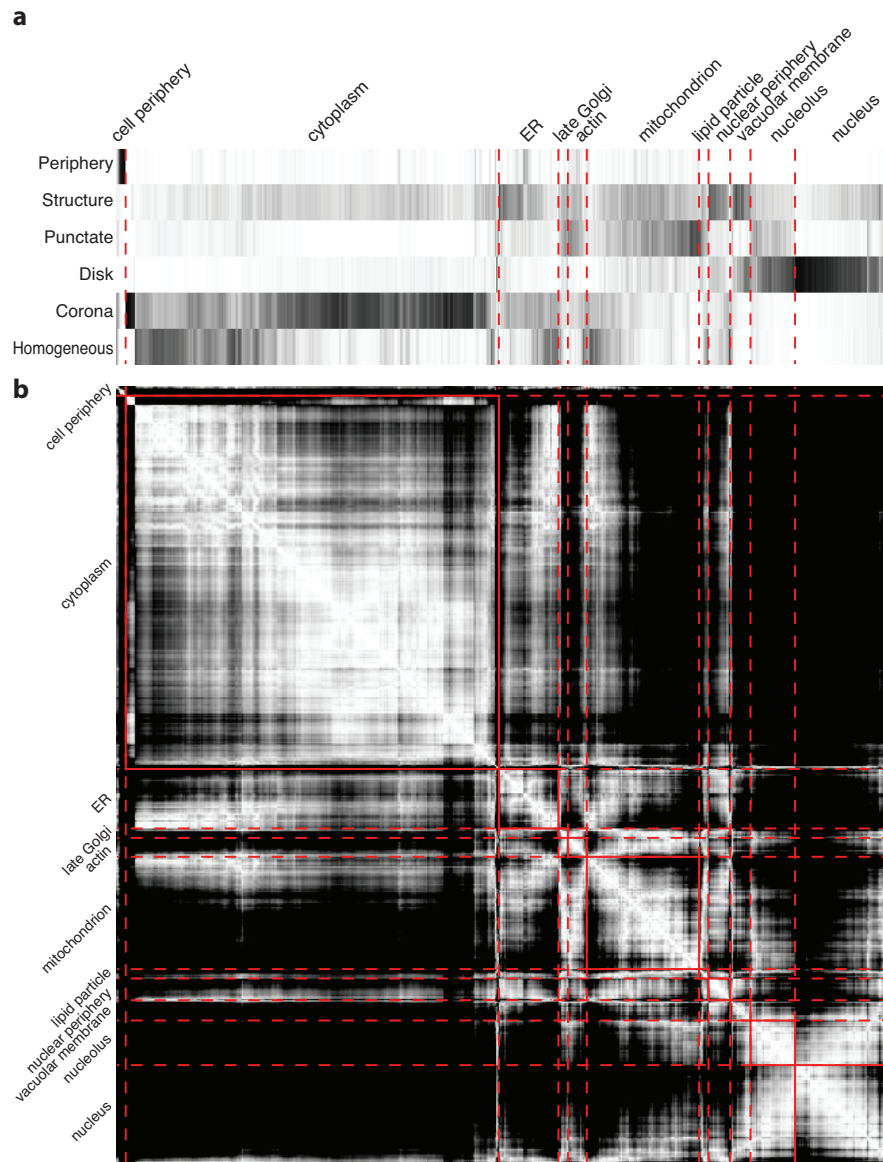 a
cell periphery
cytoplasm
ER
late Golgi
actin
mitochondrion
lipid particle
nuclear periphery
vacuolar membrane
nucleolus
nucleus
Periphery
Structure
Punctate
Disk
Corona
Homogeneous
b
cell periphery
cytoplasm
ER
late Golgi
actin
mitochondrion
lipid particle
nuclear periphery
vacuolar membrane
nucleolus
nucleus